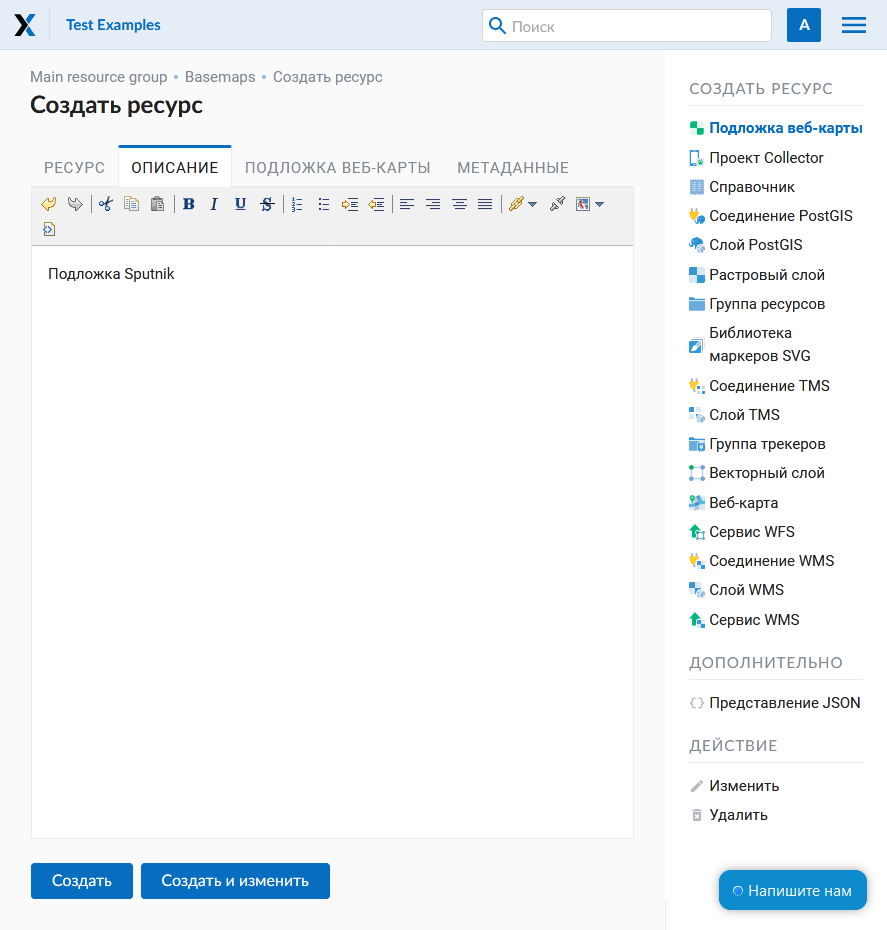 Test Examples
Поиск
A
Main resource group • Basemaps • Создать ресурс
Создать ресурс
РЕСУРС ОПИСАНИЕ ПОДЛОЖКА ВЕБ-КАРТЫ МЕТАДАННЫЕ
B I U S
Подложка Sputnik
Создать Создать и изменить
СОЗДАТЬ РЕСУРС
Подложка веб-карты
Проект Collector
Справочник
Соединение PostGIS
Слой PostGIS
Растровый слой
Группа ресурсов
Библиотека
маркеров SVG
Соединение TMS
Слой TMS
Группа трекеров
Векторный слой
Веб-карта
Сервис WFS
Соединение WMS
Слой WMS
Сервис WMS
ДОПОЛНИТЕЛЬНО
Представление JSON
ДЕЙСТВИЕ
Изменить
Удалить
Напишите нам